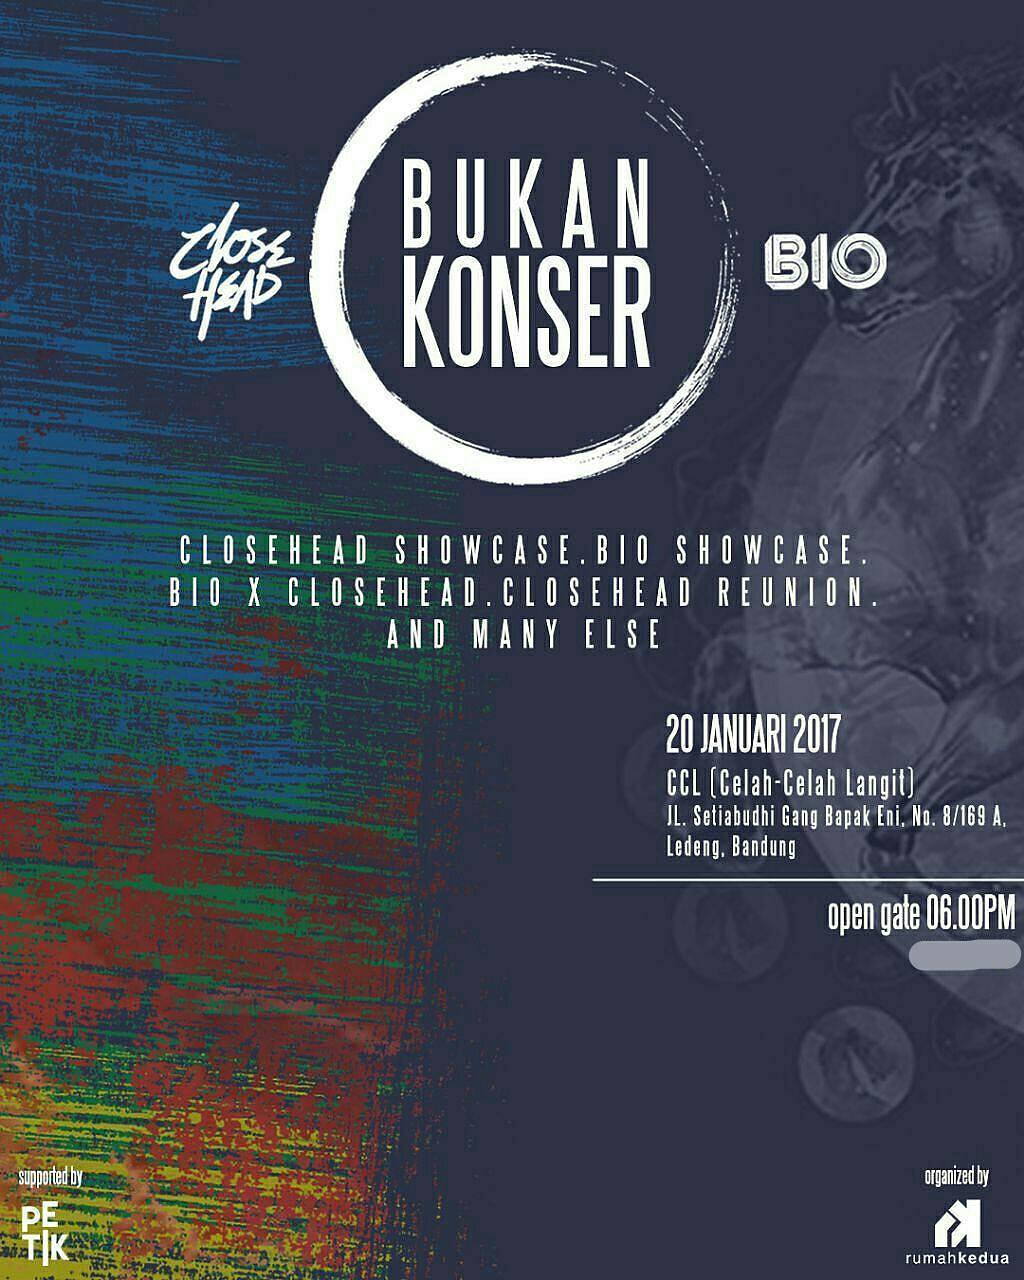 BUKAN
KONSER
CLOSE
HEAD
BIO
CLOSEHEAD SHOWCASE.BIO SHOWCASE.
BIO X CLOSEHEAD.CLOSEHEAD REUNION.
AND MANY ELSE
20 JANUARI 2017
CCL (Celah-Celah Langit)
JL. Setiabudhi Gang Bapak Eni, No. 8/169 A,
Ledeng, Bandung
open gate 06.00PM
supported by
PE
TIK
organized by
rumahkedua